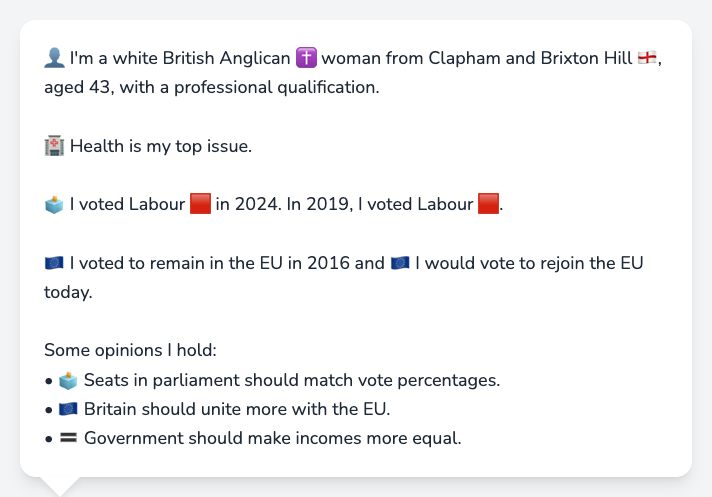 👤 I'm a white British Anglican ✝️ woman from Clapham and Brixton Hill 🏴󠁧󠁢󠁥󠁮󠁧󠁿,
aged 43, with a professional qualification.
🏥 Health is my top issue.
🗳️ I voted Labour 🟥 in 2024. In 2019, I voted Labour 🟥.
🇪🇺 I voted to remain in the EU in 2016 and 🇪🇺 I would vote to rejoin the EU
today.
Some opinions I hold:
• 🗳️ Seats in parliament should match vote percentages.
• 🇪🇺 Britain should unite more with the EU.
• 🟰 Government should make incomes more equal.